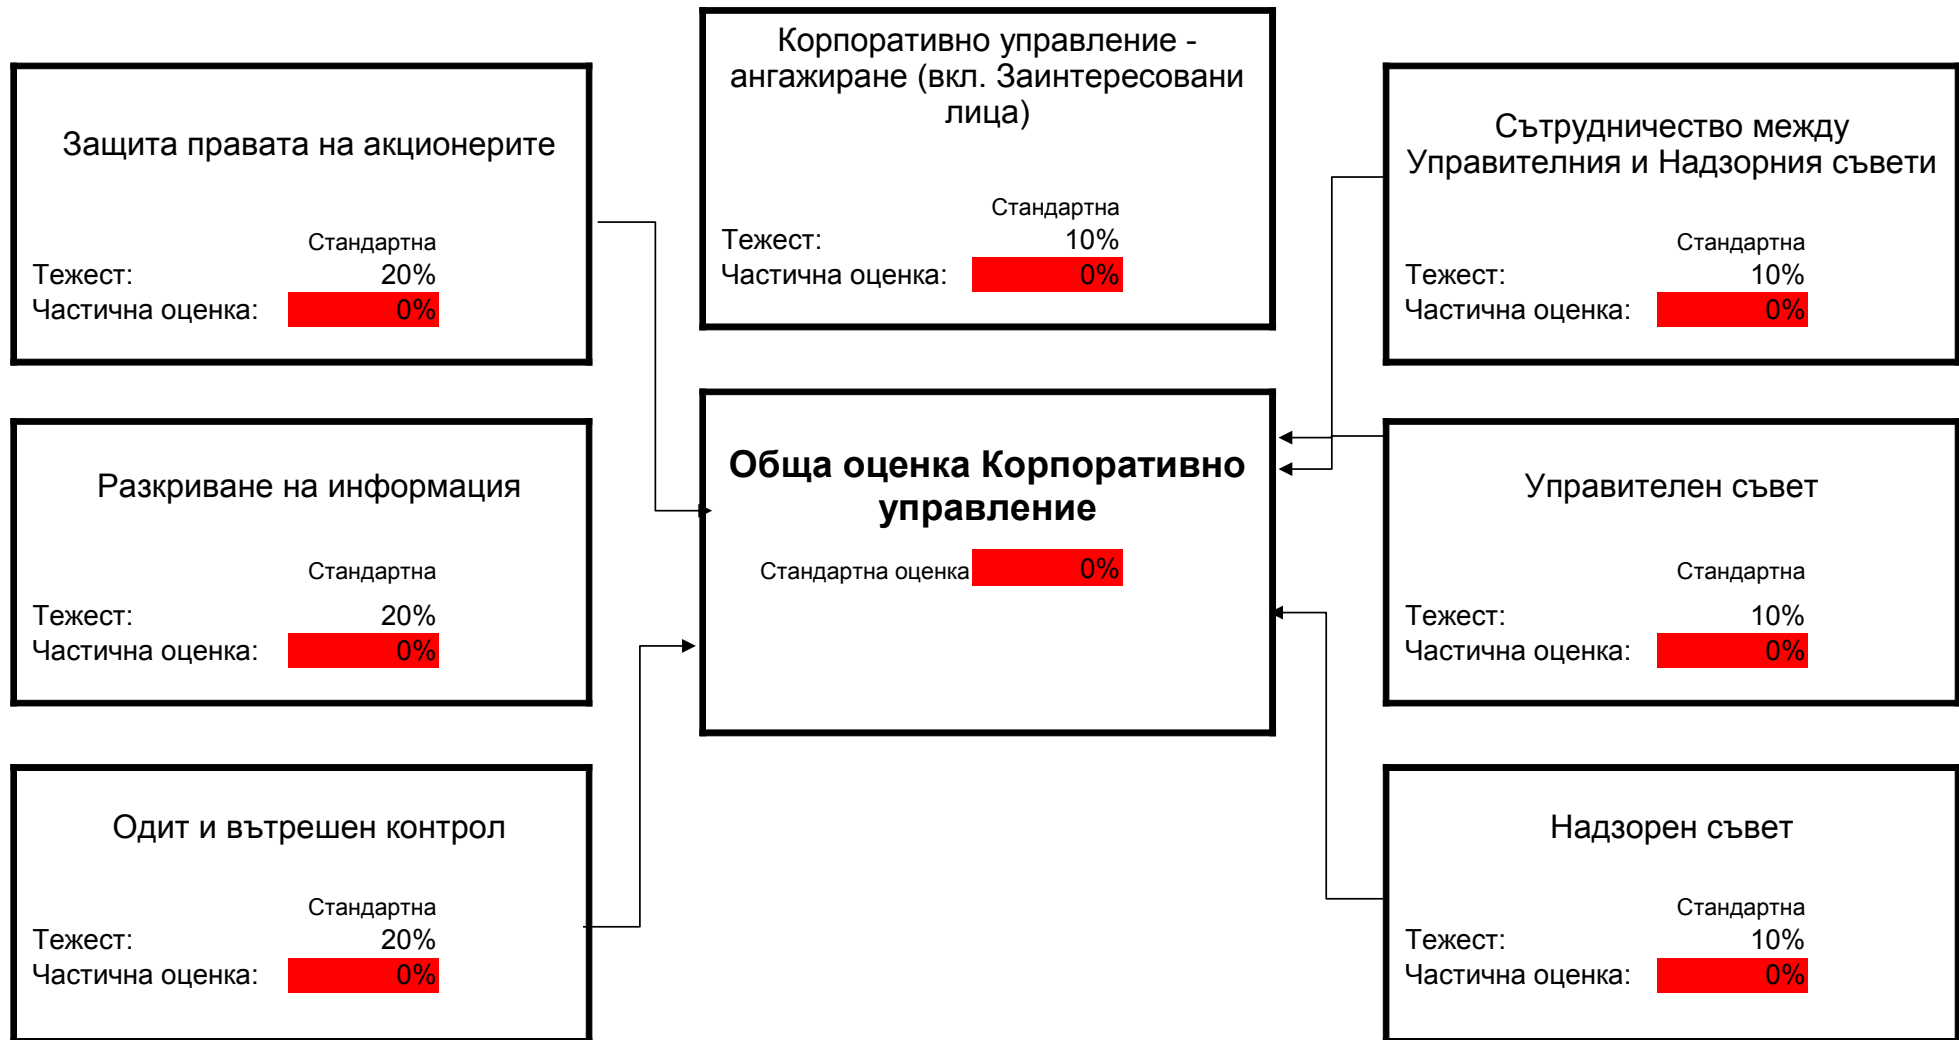 Защита правата на акционерите
Стандартна
Тежест: 20%
Частична оценка: 0%
Корпоративно управление -
ангажиране (вкл. Заинтересовани
лица)
Стандартна
Тежест: 10%
Частична оценка: 0%
Сътрудничество между
Управителния и Надзорния съвети
Стандартна
Тежест: 10%
Частична оценка: 0%
Разкриване на информация
Стандартна
Тежест: 20%
Частична оценка: 0%
Обща оценка Корпоративно
управление
Стандартна оценка 0%
Управителен съвет
Стандартна
Тежест: 10%
Частична оценка: 0%
Одит и вътрешен контрол
Стандартна
Тежест: 20%
Частична оценка: 0%
Надзорен съвет
Стандартна
Тежест: 10%
Частична оценка: 0%